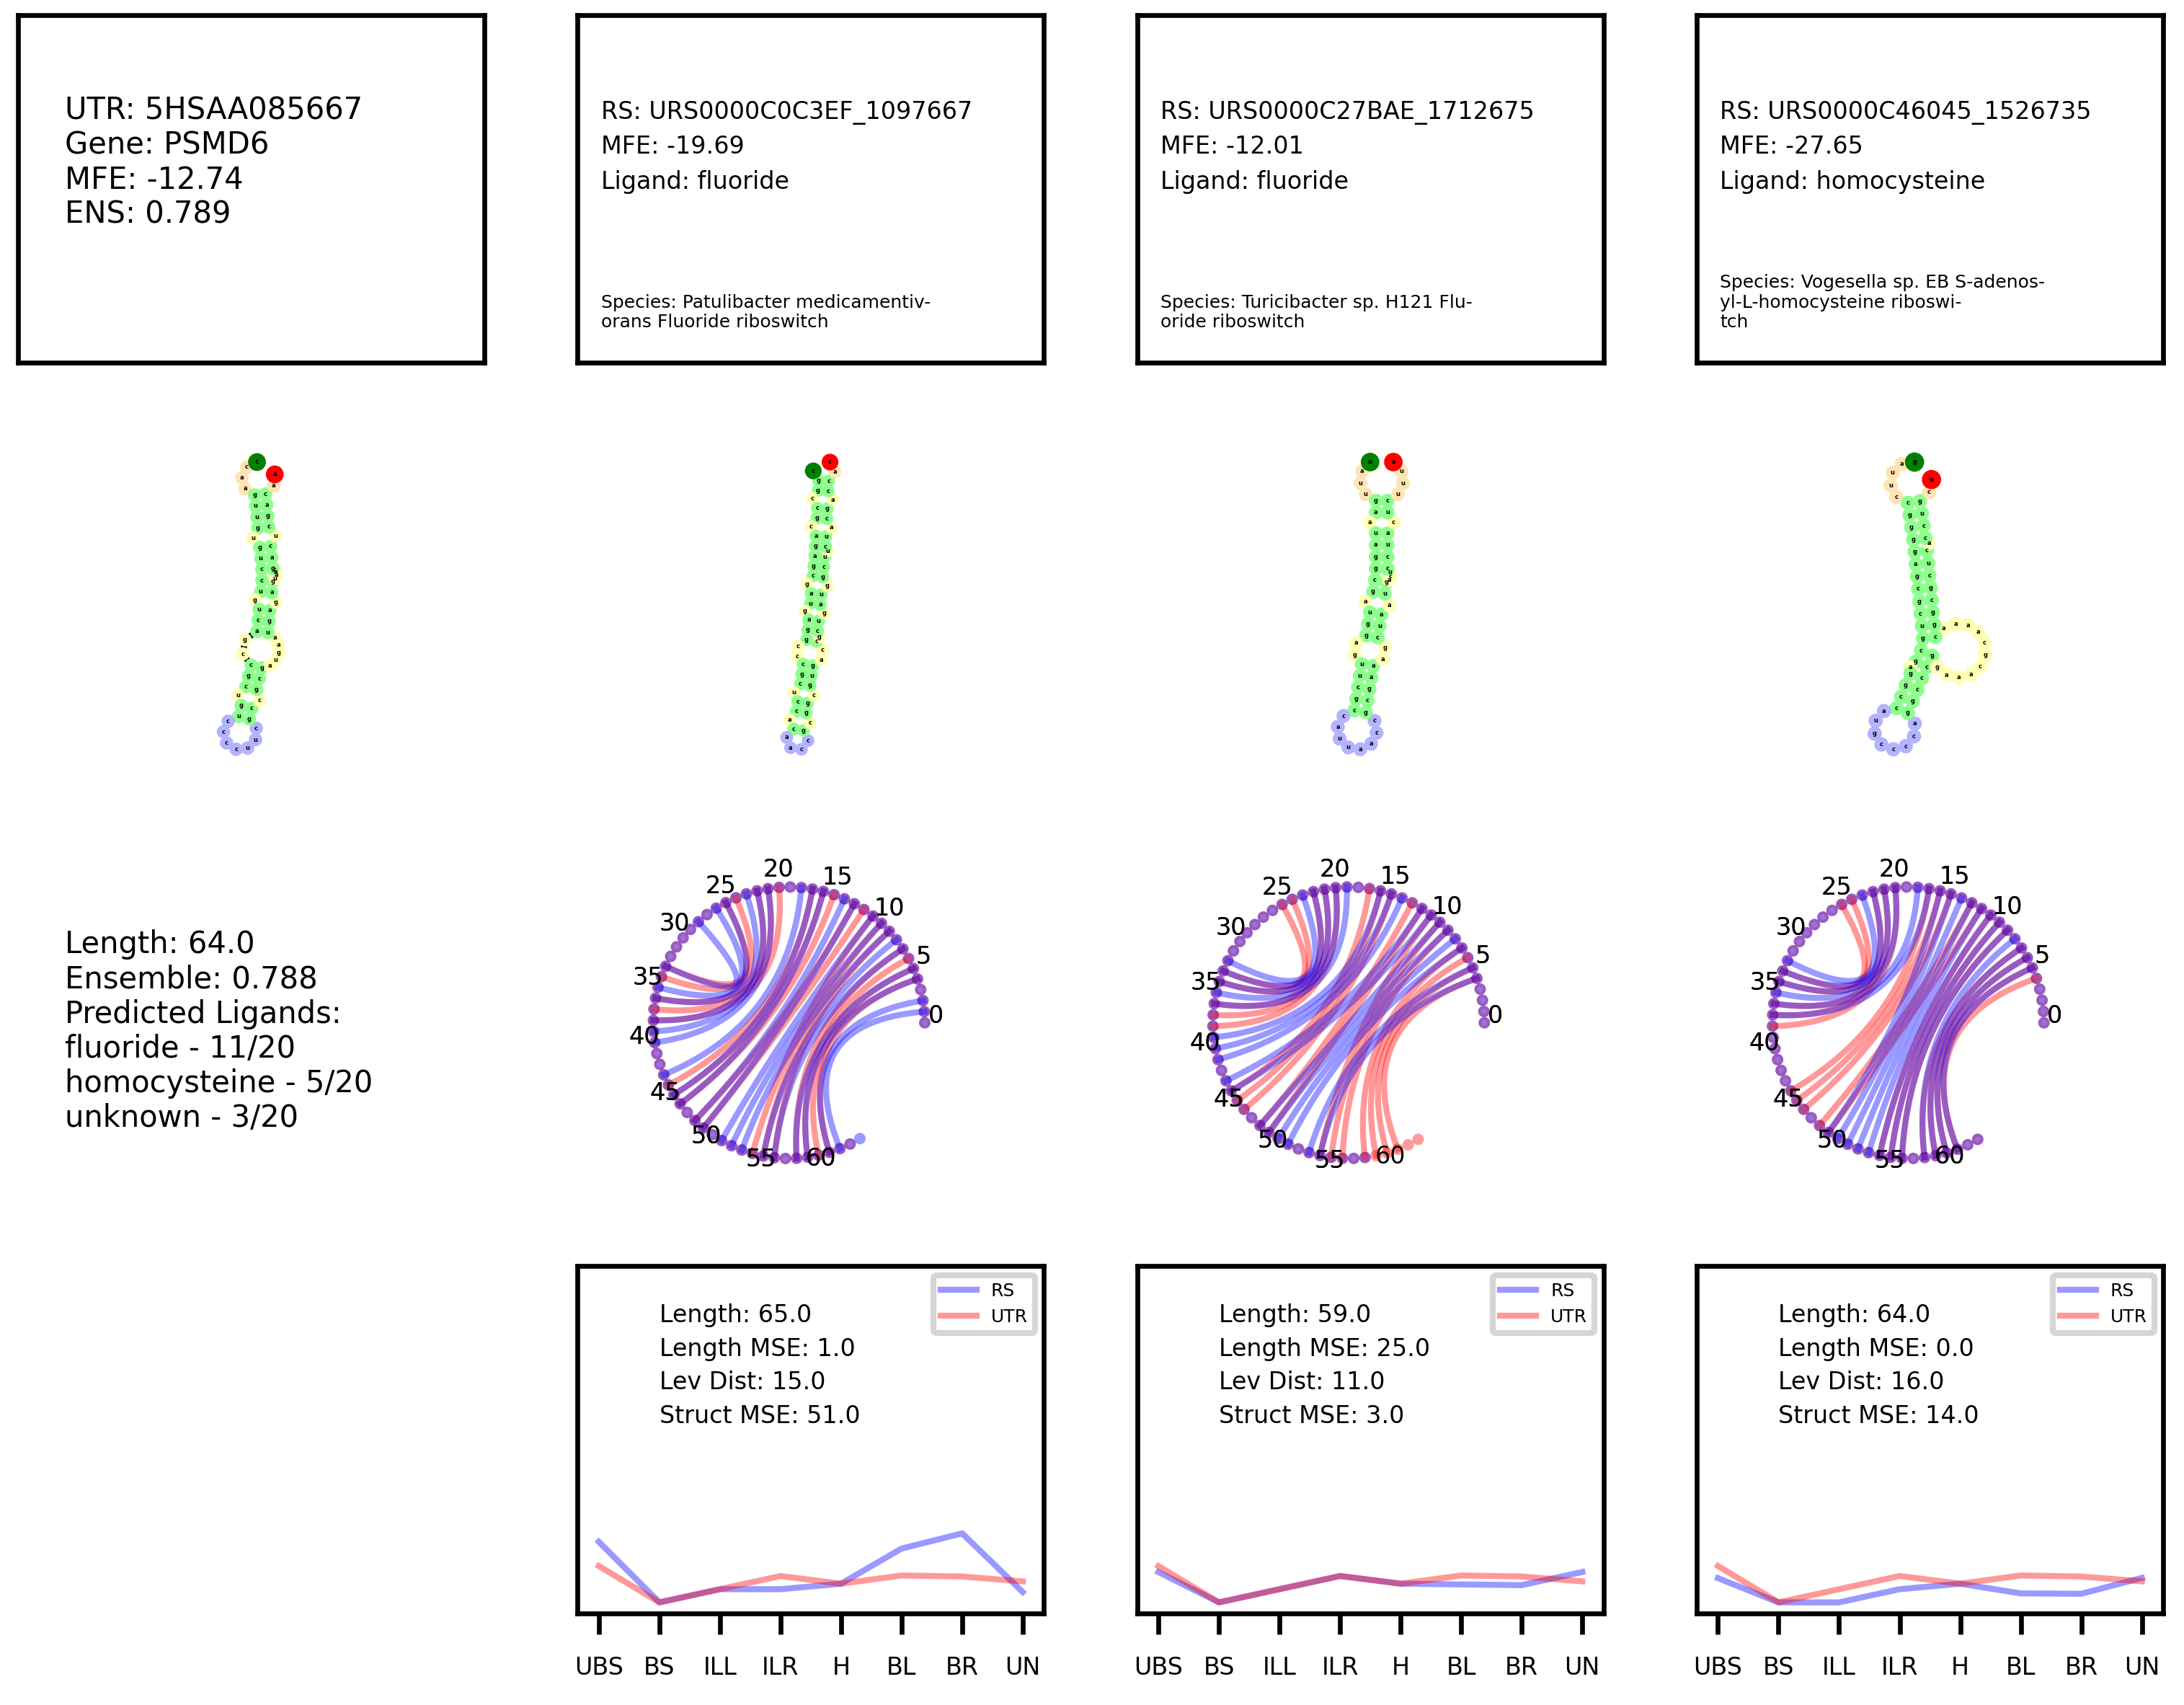 UTR: 5HSAA085667
Gene: PSMD6
MFE: -12.74
ENS: 0.789
RS: URS0000C0C3EF_1097667
MFE: -19.69
Ligand: fluoride
Species: Patulibacter medicamentiv-
orans Fluoride riboswitch
RS: URS0000C27BAE_1712675
MFE: -12.01
Ligand: fluoride
Species: Turicibacter sp. H121 Flu-
oride riboswitch
RS: URS0000C46045_1526735
MFE: -27.65
Ligand: homocysteine
Species: Vogesella sp. EB S-adenos-
yl-L-homocysteine riboswi-
tch
Length: 64.0
Ensemble: 0.788
Predicted Ligands:
fluoride - 11/20
homocysteine - 5/20
unknown - 3/20
0
5
10
15
20
25
30
35
40
45
50
55
60
0
5
10
15
20
25
30
35
40
45
50
55
60
0
5
10
15
20
25
30
35
40
45
50
55
60
RS
UTR
Length: 65.0
Length MSE: 1.0
Lev Dist: 15.0
Struct MSE: 51.0
UBS BS ILL ILR H BL BR UN
RS
UTR
Length: 59.0
Length MSE: 25.0
Lev Dist: 11.0
Struct MSE: 3.0
UBS BS ILL ILR H BL BR UN
RS
UTR
Length: 64.0
Length MSE: 0.0
Lev Dist: 16.0
Struct MSE: 14.0
UBS BS ILL ILR H BL BR UN